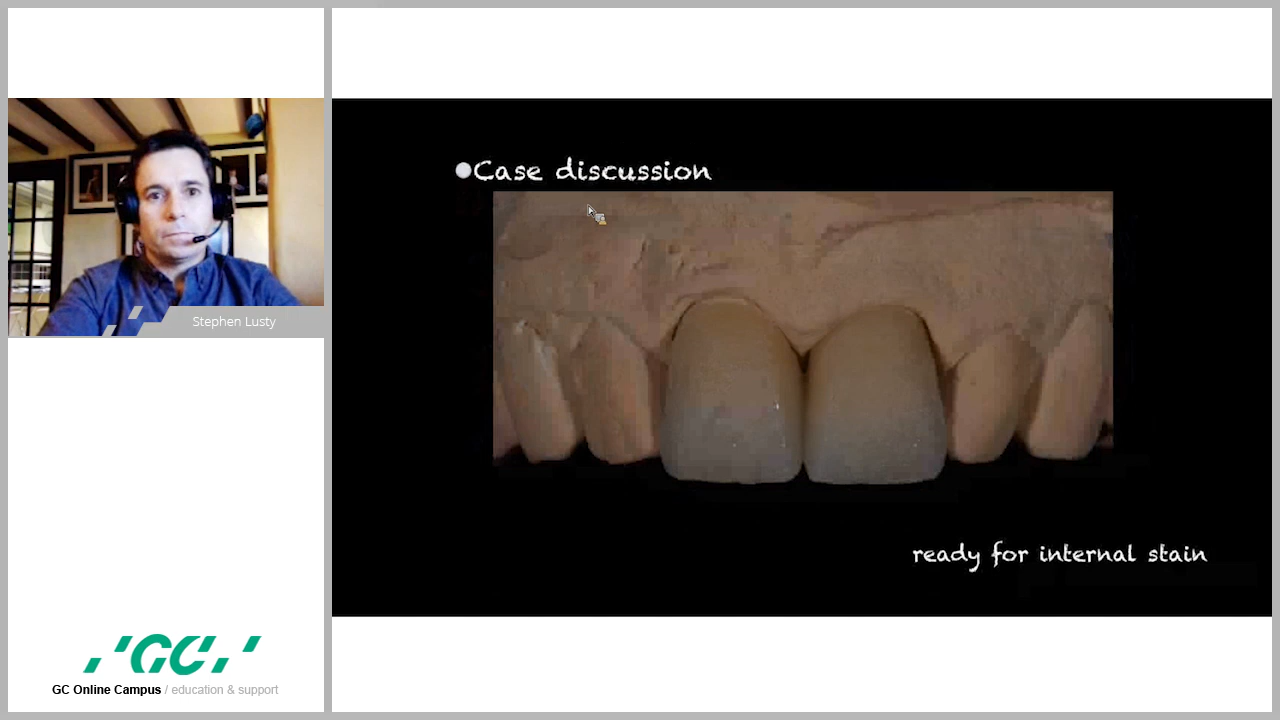 Case discussion
Stephen Lusty
ready for internal stain
GC
GC Online Campus / education & support